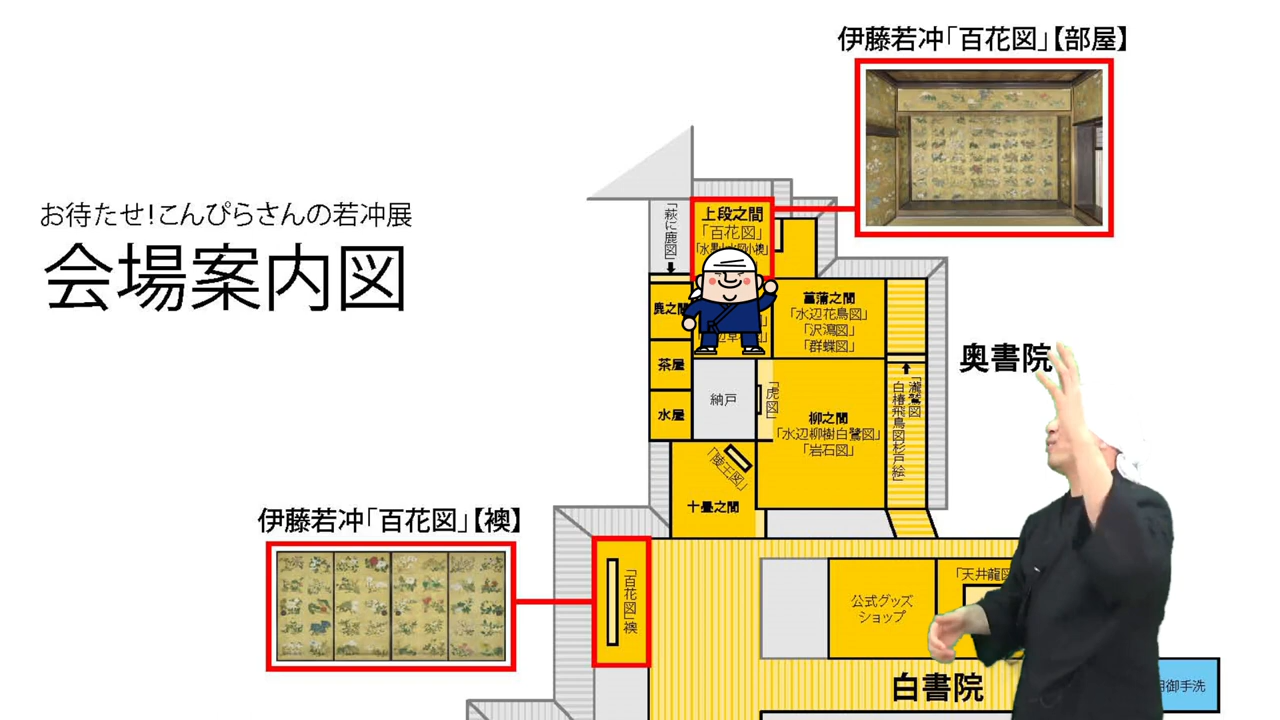 伊藤若冲「百花図」【部屋】
お待たせ!こんぴらさんの若冲展
会場案内図
「萩に鹿図」
上段之間
「百花図」
鹿之間
菖蒲之間
「水辺花鳥図」
「沢瀉図」
「群蝶図」
奥書院
茶屋
納戸
「虎図」
水屋
柳之間
「水辺柳樹白鷺図」
「岩石図」
「瀧鷲図
白椿飛鳥図杉戸絵」
「陵王図」
十畳之間
伊藤若冲「百花図」【襖】
「百花図」襖
「天井龍図
公式グッズ
ショップ
白書院
御手洗